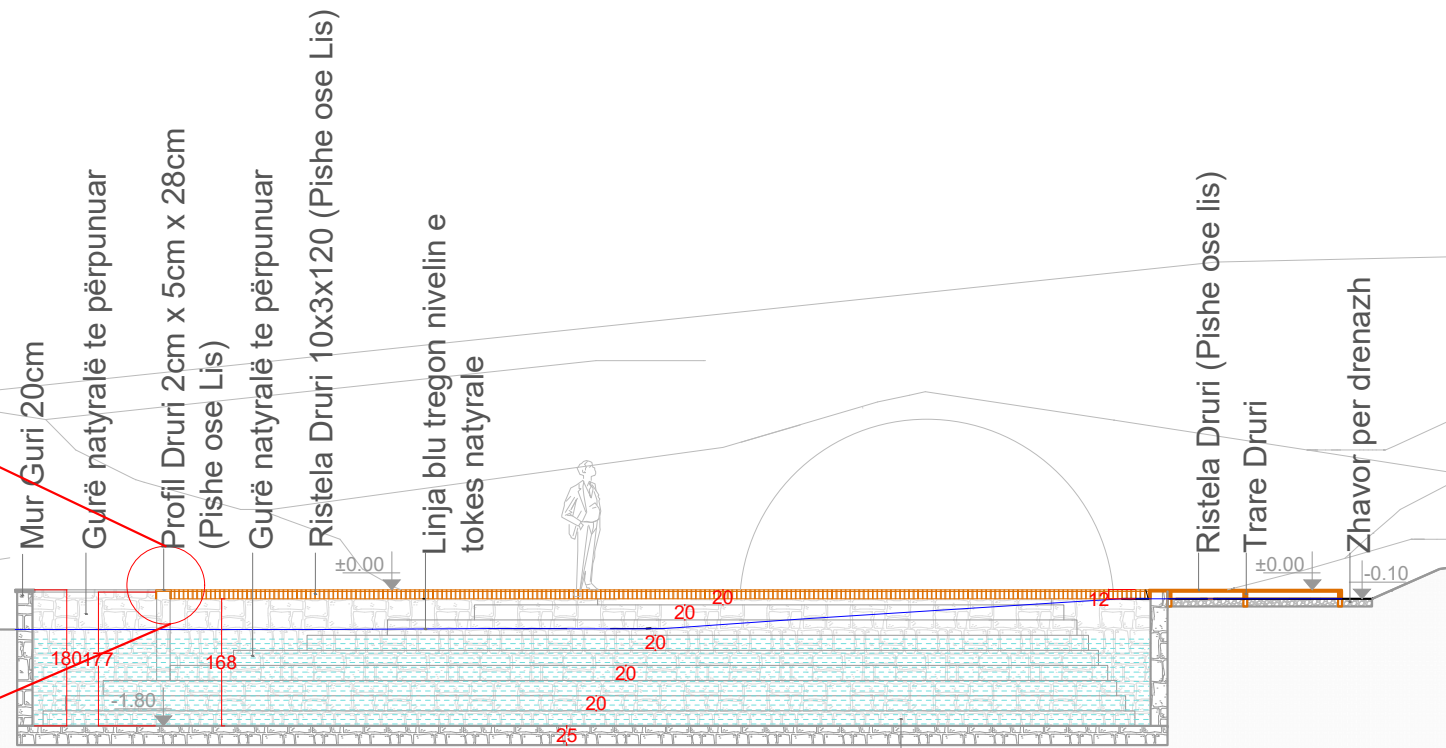 Mur Guri 20cm
Gurë natyralë te përpunuar
Profil Druri 2cm x 5cm x 28cm
(Pishe ose Lis)
Gurë natyralë te përpunuar
Ristela Druri 10x3x120 (Pishe ose Lis)
Linja blu tregon nivelin e
tokes natyrale
Ristela Druri (Pishe ose lis)
Trare Druri
Zhavor per drenazh
±0.00
±0.00
-0.10
20
12
20
20
180
177
168
20
-1.80
20
25